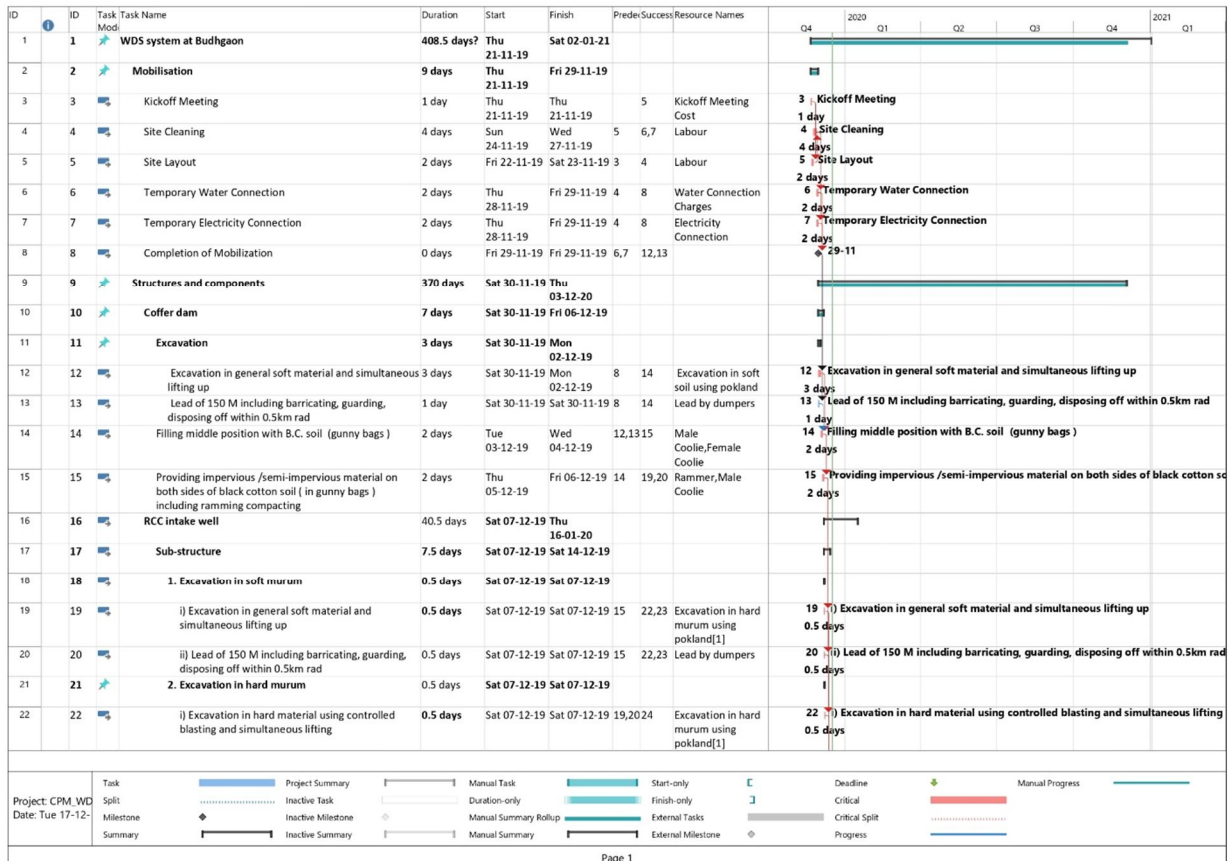 ID ID Task Mode Task Name Duration Start Finish Predec Success Resource Names 2020 2021
Q4 Q1 Q2 Q3 Q4 Q1
1 1 WDS system at Budhgaon 408.5 days? Thu 21-11-19 Sat 02-01-21
2 2 Mobilisation 9 days Thu 21-11-19 Fri 29-11-19
3 3 Kickoff Meeting 1 day Thu 21-11-19 Thu 21-11-19 5 Kickoff Meeting Cost 3 Kickoff Meeting
1 day
4 4 Site Cleaning 4 days Sun 24-11-19 Wed 27-11-19 5 6,7 Labour 4 Site Cleaning
4 days
5 5 Site Layout 2 days Fri 22-11-19 Sat 23-11-19 3 4 Labour 5 Site Layout
2 days
6 6 Temporary Water Connection 2 days Thu 28-11-19 Fri 29-11-19 4 8 Water Connection Charges 6 Temporary Water Connection
2 days
7 7 Temporary Electricity Connection 2 days Thu 28-11-19 Fri 29-11-19 4 8 Electricity Connection 7 Temporary Electricity Connection
2 days
8 8 Completion of Mobilization 0 days Fri 29-11-19 Fri 29-11-19 6,7 12,13 29-11
9 9 Structures and components 370 days Sat 30-11-19 Thu 03-12-20
10 10 Coffer dam 7 days Sat 30-11-19 Fri 06-12-19
11 11 Excavation 3 days Sat 30-11-19 Mon 02-12-19
12 12 Excavation in general soft material and simultaneous lifting up 3 days Sat 30-11-19 Mon 02-12-19 8 14 Excavation in soft soil using pokland 12 Excavation in general soft material and simultaneous lifting up
3 days
13 13 Lead of 150 M including barricating, guarding, disposing off within 0.5km rad 1 day Sat 30-11-19 Sat 30-11-19 8 14 Lead by dumpers 13 Lead of 150 M including barricating, guarding, disposing off within 0.5km rad
1 day
14 14 Filling middle position with B.C. soil (gunny bags ) 2 days Tue 03-12-19 Wed 04-12-19 12,13 15 Male Coolie,Female Coolie 14 Filling middle position with B.C. soil (gunny bags )
2 days
15 15 Providing impervious /semi-impervious material on both sides of black cotton soil ( in gunny bags ) including ramming compacting 2 days Thu 05-12-19 Fri 06-12-19 14 19,20 Rammer,Male Coolie 15 Providing impervious /semi-impervious material on both sides of black cotton so
2 days
16 16 RCC intake well 40.5 days Sat 07-12-19 Thu 16-01-20
17 17 Sub-structure 7.5 days Sat 07-12-19 Sat 14-12-19
18 18 1. Excavation in soft murum 0.5 days Sat 07-12-19 Sat 07-12-19
19 19 i) Excavation in general soft material and simultaneous lifting up 0.5 days Sat 07-12-19 Sat 07-12-19 15 22,23 Excavation in hard murum using pokland[1] 19 i) Excavation in general soft material and simultaneous lifting up
0.5 days
20 20 ii) Lead of 150 M including barricating, guarding, disposing off within 0.5km rad 0.5 days Sat 07-12-19 Sat 07-12-19 15 22,23 Lead by dumpers 20 ii) Lead of 150 M including barricating, guarding, disposing off within 0.5km rad
0.5 days
21 21 2. Excavation in hard murum 0.5 days Sat 07-12-19 Sat 07-12-19
22 22 i) Excavation in hard material using controlled blasting and simultaneous lifting 0.5 days Sat 07-12-19 Sat 07-12-19 19,20 24 Excavation in hard murum using pokland[1] 22 i) Excavation in hard material using controlled blasting and simultaneous lifting
0.5 days
Project: CPM_WD
Date: Tue 17-12-
Task Project Summary Manual Task Start-only Deadline Manual Progress
Split Inactive Task Duration-only Finish-only Critical
Milestone Inactive Milestone Manual Summary Rollup External Tasks Critical Split
Summary Inactive Summary Manual Summary External Milestone Progress
Page 1